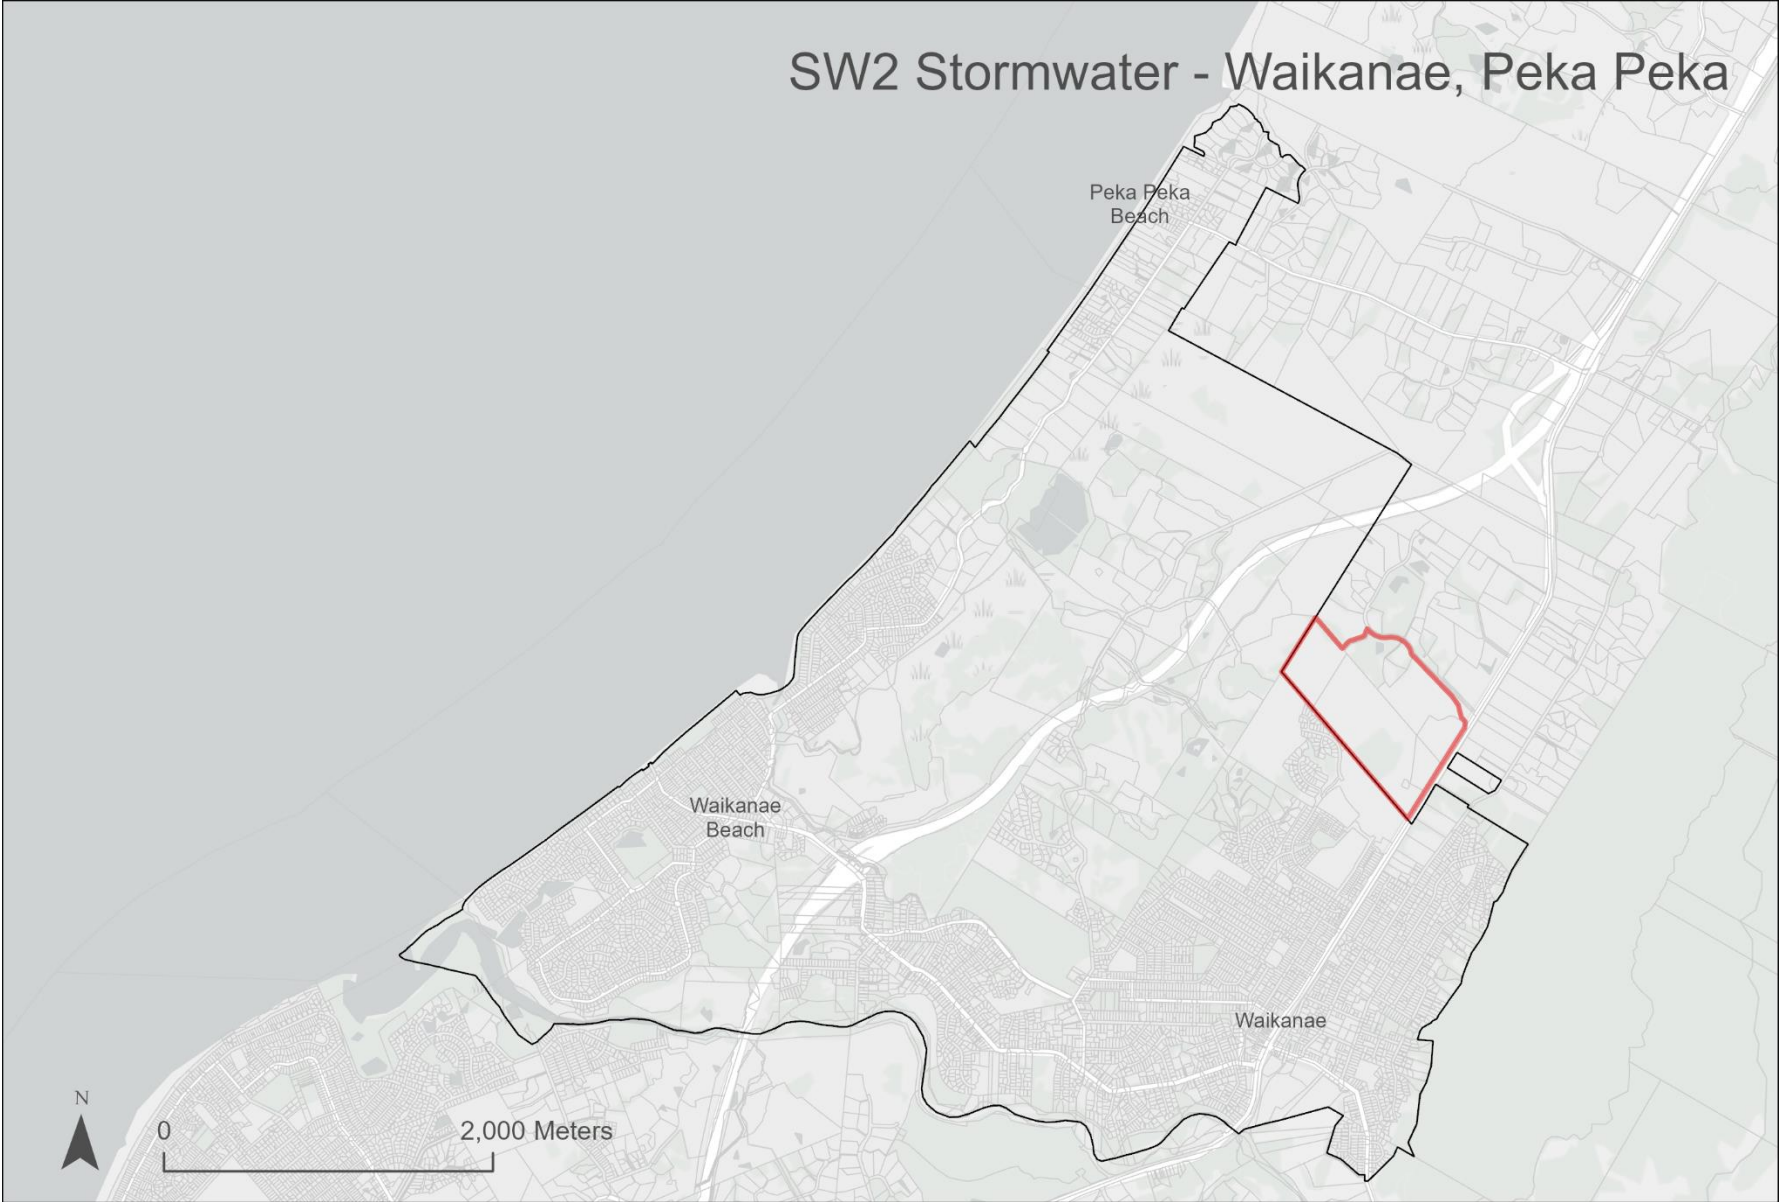 SW2 Stormwater - Waikanae, Peka Peka
Peka Peka
Beach
Waikanae
Beach
Waikanae
N
0
2,000 Meters